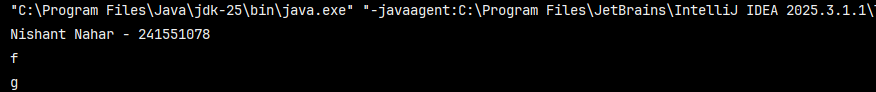 "C:\Program Files\Java\jdk-25\bin\java.exe" "-javaagent:C:\Program Files\JetBrains\IntelliJ IDEA 2025.3.1.1\
Nishant Nahar - 241551078
f
g